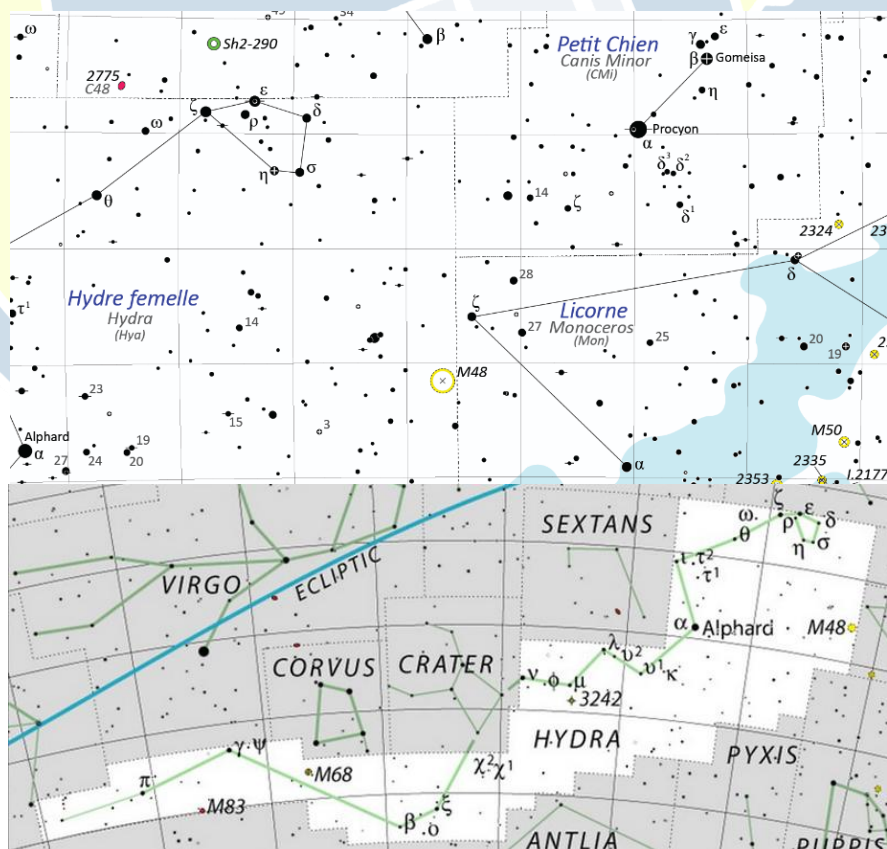 ω
Sh2-290
34
β
Petit Chien
Canis Minor
(CMi)
γ
ε
β
Gomeisa
η
2775
C48
ζ
ε
ρ
δ
ω
η
σ
θ
Procyon
α
δ³
δ²
δ¹
14
ζ
2324
δ
Hydre femelle
Hydra
(Hya)
τ¹
14
28
ζ
27
Licorne
Monoceros
(Mon)
25
20
19
M48
23
15
3
Alphard
α
27
24
19
20
α
M50
2335
2353
I.2177
VIRGO
ECLIPTIC
SEXTANS
ω
ζ
ε
ρ
δ
θ
η
σ
ι
τ²
τ¹
α
Alphard
M48
CORVUS
CRATER
λ
υ²
υ¹
κ
ν
φ
μ
3242
HYDRA
PYXIS
γ
ψ
π
M68
M83
χ²
χ¹
ξ
β
ο
ANTLIA
PUPPIS